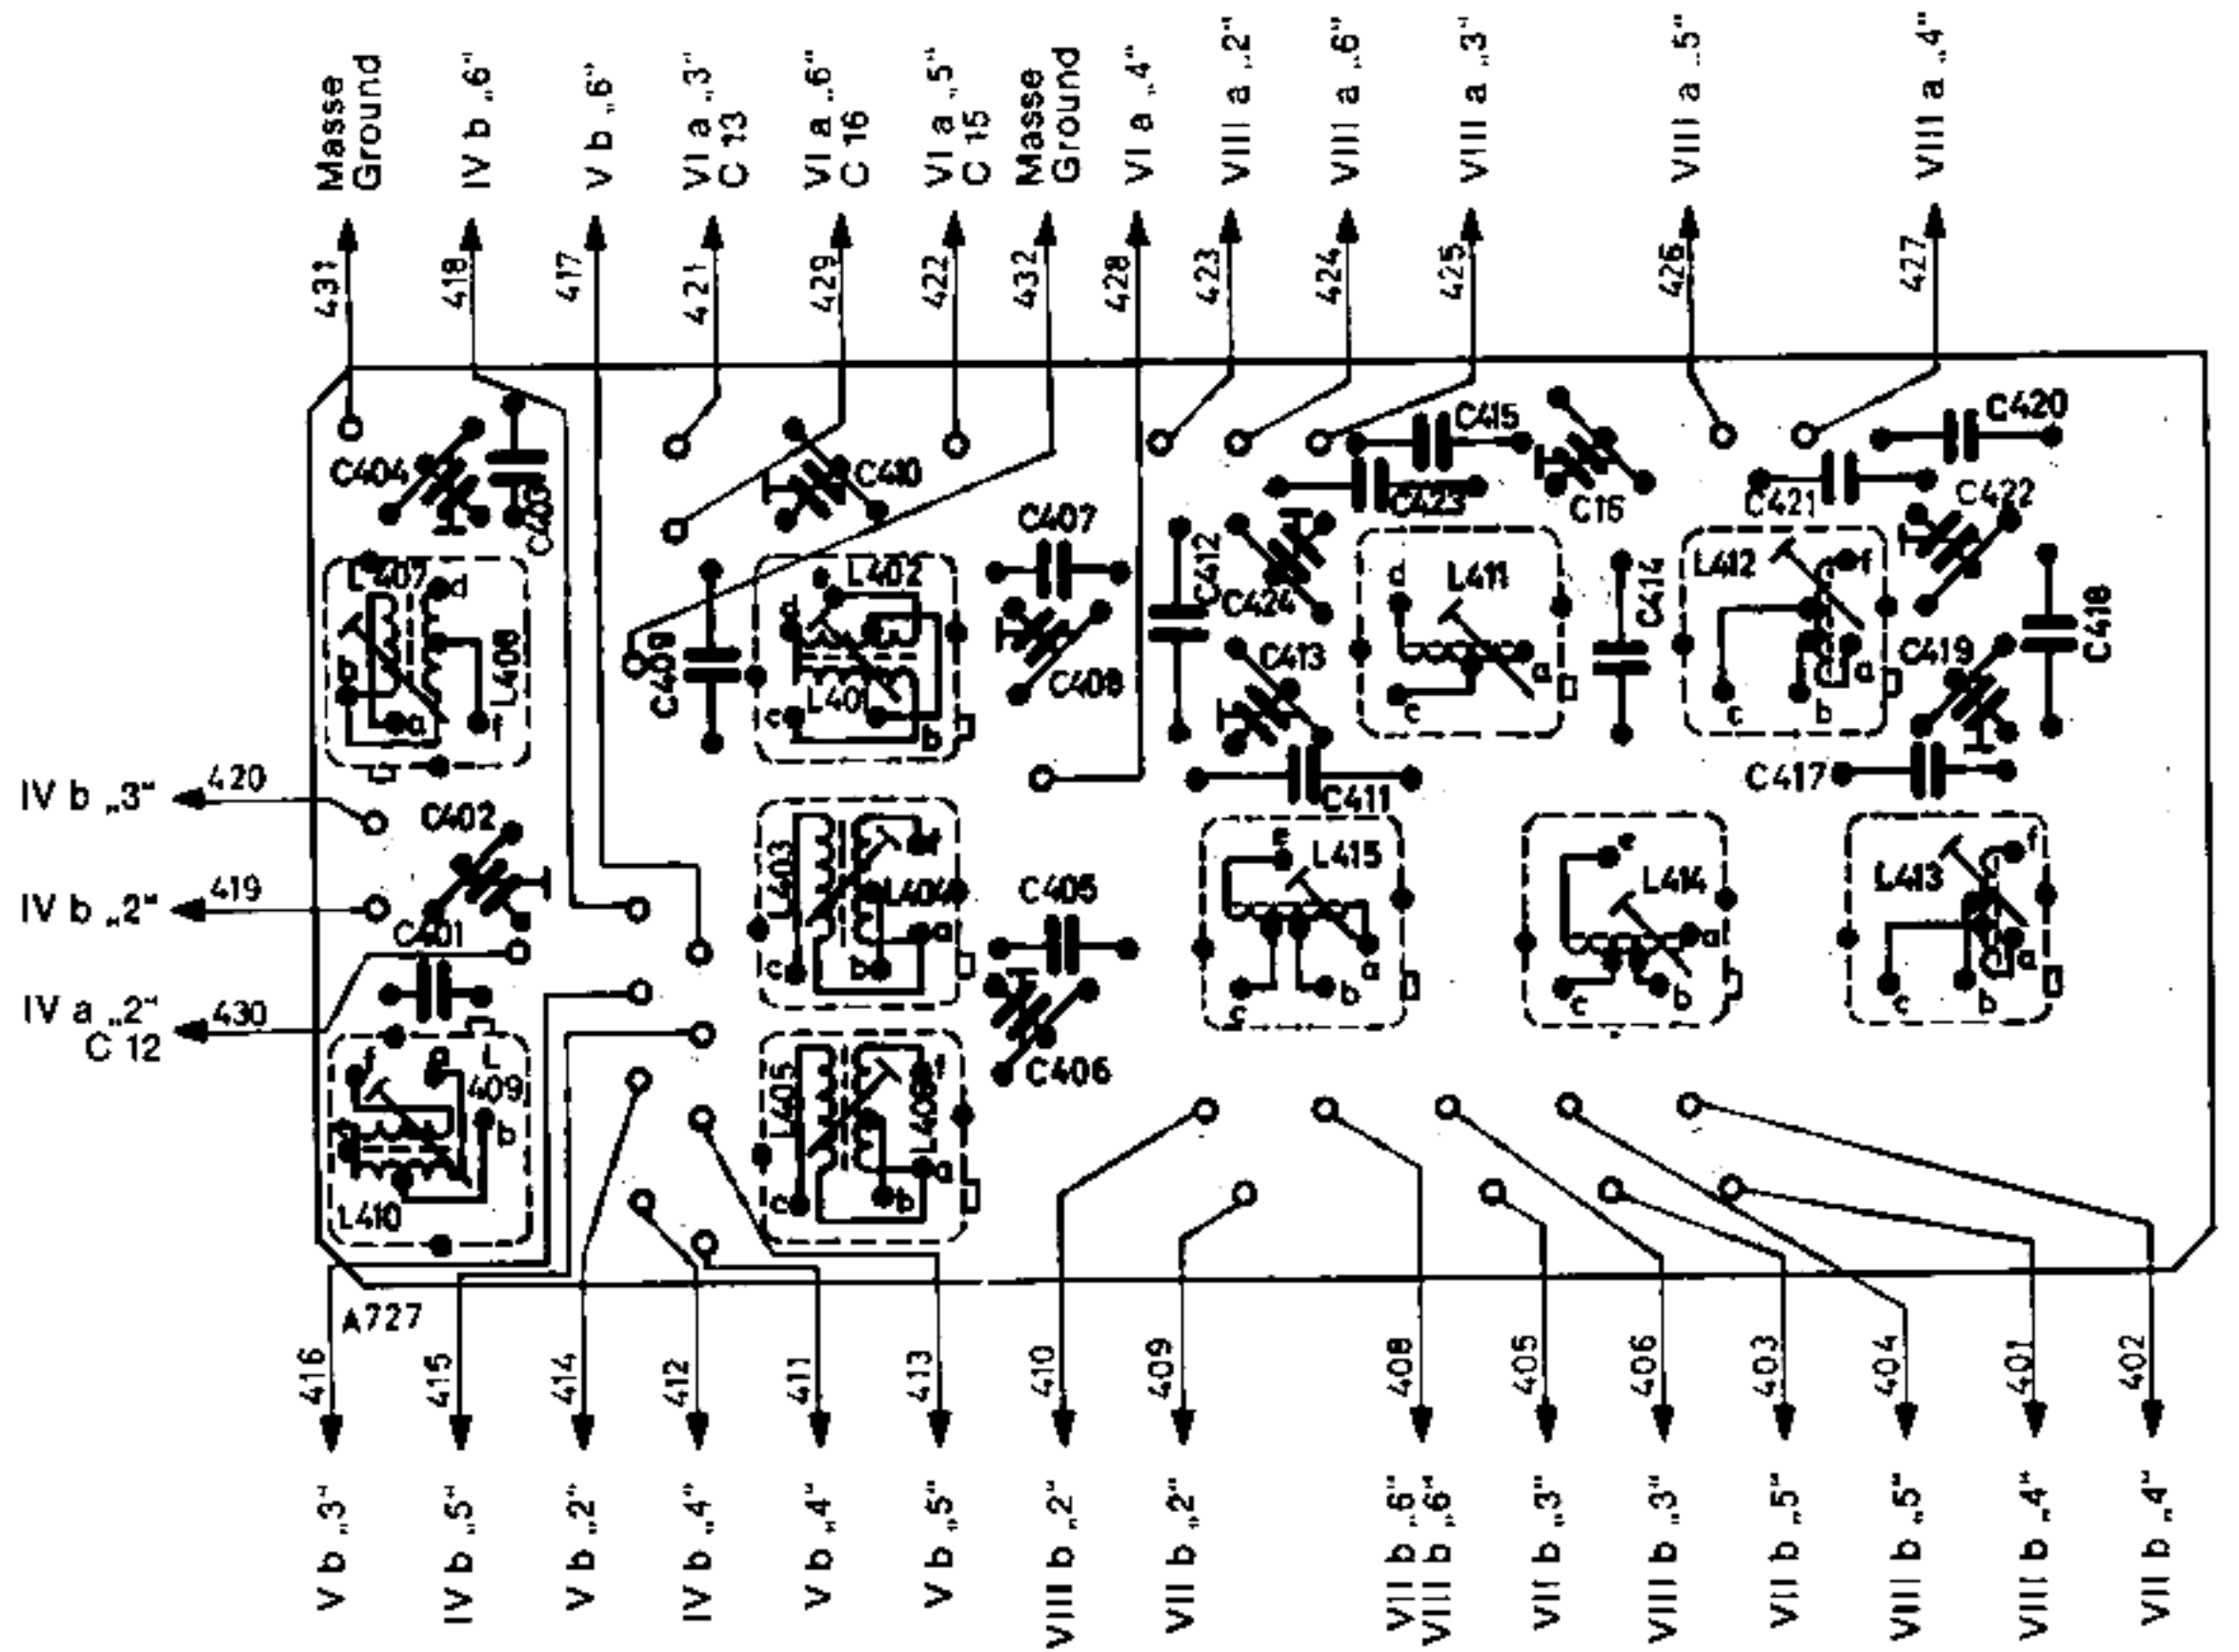 Masse
Ground
IV b „6“
V b „6“
VI a „3“
C 13
VI a „6“
C 16
VI a „5“
C 15
Masse
Ground
VI a „4“
VIII a „2“
VIII a „6“
VIII a „3“
VIII a „5“
VIII a „4“
431
418
417
421
429
422
432
428
423
424
425
426
427
C404
C410
C415
C423
C16
C420
C421
C422
C407
C412
C424
C408
C413
C414
C419
C418
C411
C417
L407
d
b
a
f
L402
d
c
b
L411
d
c
a
L412
f
c
b
a
IV b „3“
420
C402
IV b „2“
419
C401
IV a „2“
C 12
430
L403
L404
f
a
c
b
C405
L415
e
a
c
b
L414
e
a
c
b
L413
f
a
c
b
f
a
L
409
b
L410
L405
f
a
c
b
C406
A727
416
415
414
412
411
413
410
409
408
405
406
403
404
401
402
V b „3“
IV b „5“
V b „2“
IV b „4“
V b „4“
V b „5“
VIII b „2“
VII b „2“
VII b „6“
VIII b „6“
VII b „3“
VIII b „3“
VII b „5“
VIII b „5“
VIII b „4“
VII b „4“